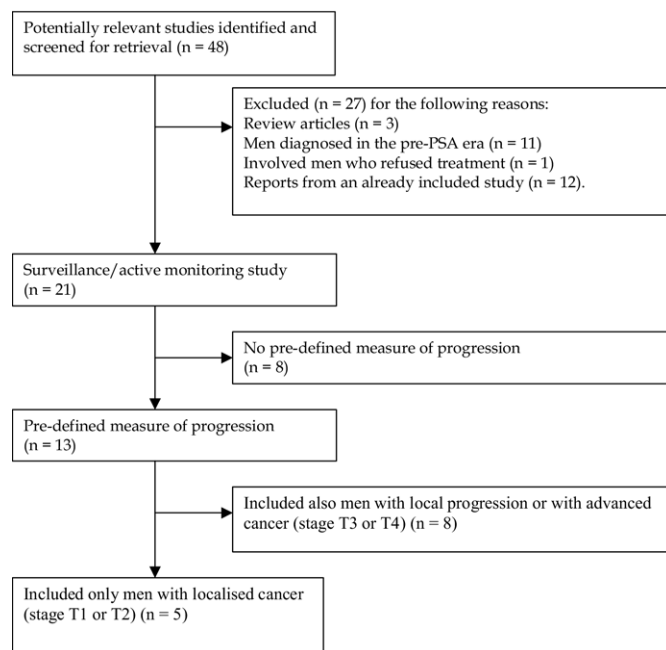 Potentially relevant studies identified and
screened for retrieval (n = 48)
Excluded (n = 27) for the following reasons:
Review articles (n = 3)
Men diagnosed in the pre-PSA era (n = 11)
Involved men who refused treatment (n = 1)
Reports from an already included study (n = 12).
Surveillance/active monitoring study
(n = 21)
No pre-defined measure of progression
(n = 8)
Pre-defined measure of progression
(n = 13)
Included also men with local progression or with advanced
cancer (stage T3 or T4) (n = 8)
Included only men with localised cancer
(stage T1 or T2) (n = 5)